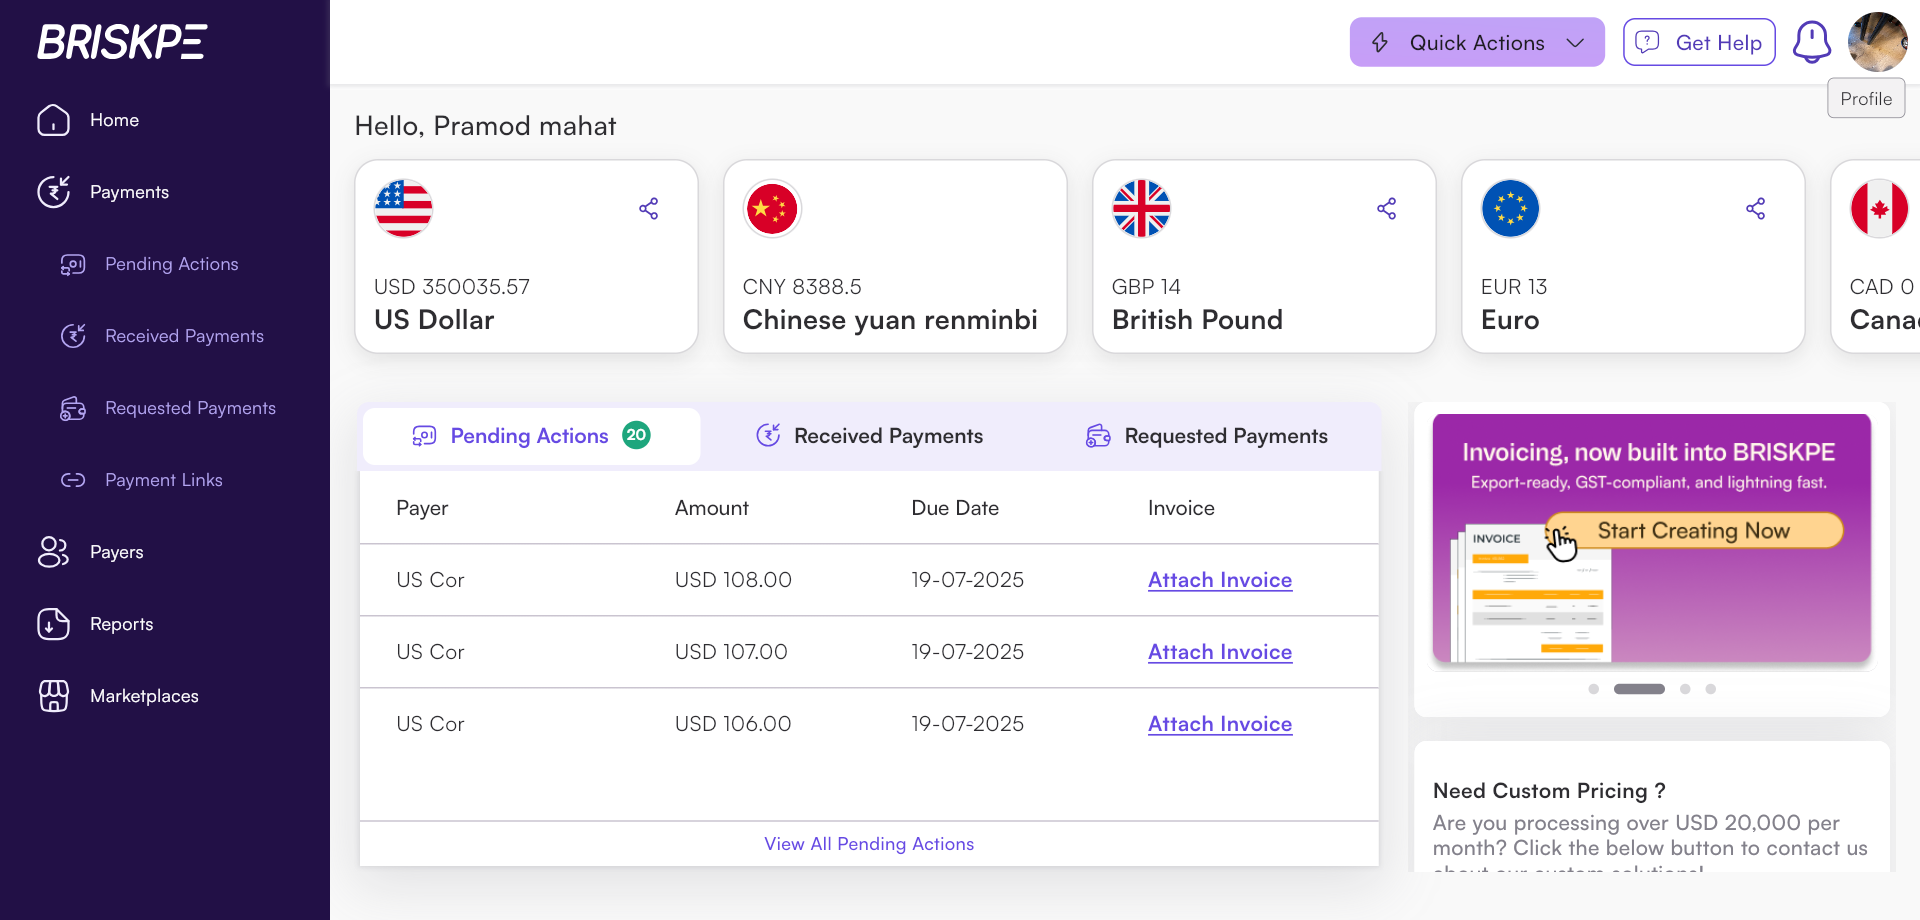 BRISKPE
Home
Payments
Pending Actions
Received Payments
Requested Payments
Payment Links
Payers
Reports
Marketplaces
Quick Actions
Get Help
Profile
Hello, Pramod mahat
USD 350035.57
US Dollar
CNY 8388.5
Chinese yuan renminbi
GBP 14
British Pound
EUR 13
Euro
CAD 0
Pending Actions 20
Received Payments
Requested Payments
Payer Amount Due Date Invoice
US Cor USD 108.00 19-07-2025 Attach Invoice
US Cor USD 107.00 19-07-2025 Attach Invoice
US Cor USD 106.00 19-07-2025 Attach Invoice
View All Pending Actions
Invoicing, now built into BRISKPE
Export-ready, GST-compliant, and lightning fast.
Start Creating Now
INVOICE
Need Custom Pricing ?
Are you processing over USD 20,000 per
month? Click the below button to contact us
about our custom solutions!